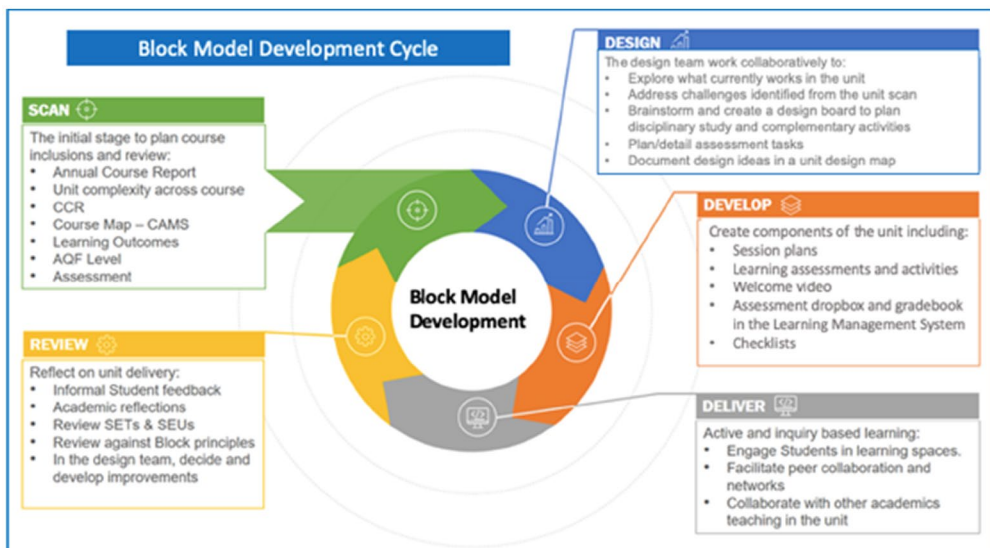 Block Model Development Cycle
SCAN
The initial stage to plan course
inclusions and review:
• Annual Course Report
• Unit complexity across course
• CCR
• Course Map – CAMS
• Learning Outcomes
• AQF Level
• Assessment
DESIGN
The design team work collaboratively to:
• Explore what currently works in the unit
• Address challenges identified from the unit scan
• Brainstorm and create a design board to plan
disciplinary study and complementary activities
• Plan/detail assessment tasks
• Document design ideas in a unit design map
DEVELOP
Create components of the unit including:
• Session plans
• Learning assessments and activities
• Welcome video
• Assessment dropbox and gradebook
in the Learning Management System
• Checklists
Block Model
Development
REVIEW
Reflect on unit delivery:
• Informal Student feedback
• Academic reflections
• Review SETs & SEUs
• Review against Block principles
• In the design team, decide and
develop improvements
DELIVER
Active and inquiry based learning:
• Engage Students in learning spaces.
• Facilitate peer collaboration and
networks
• Collaborate with other academics
teaching in the unit